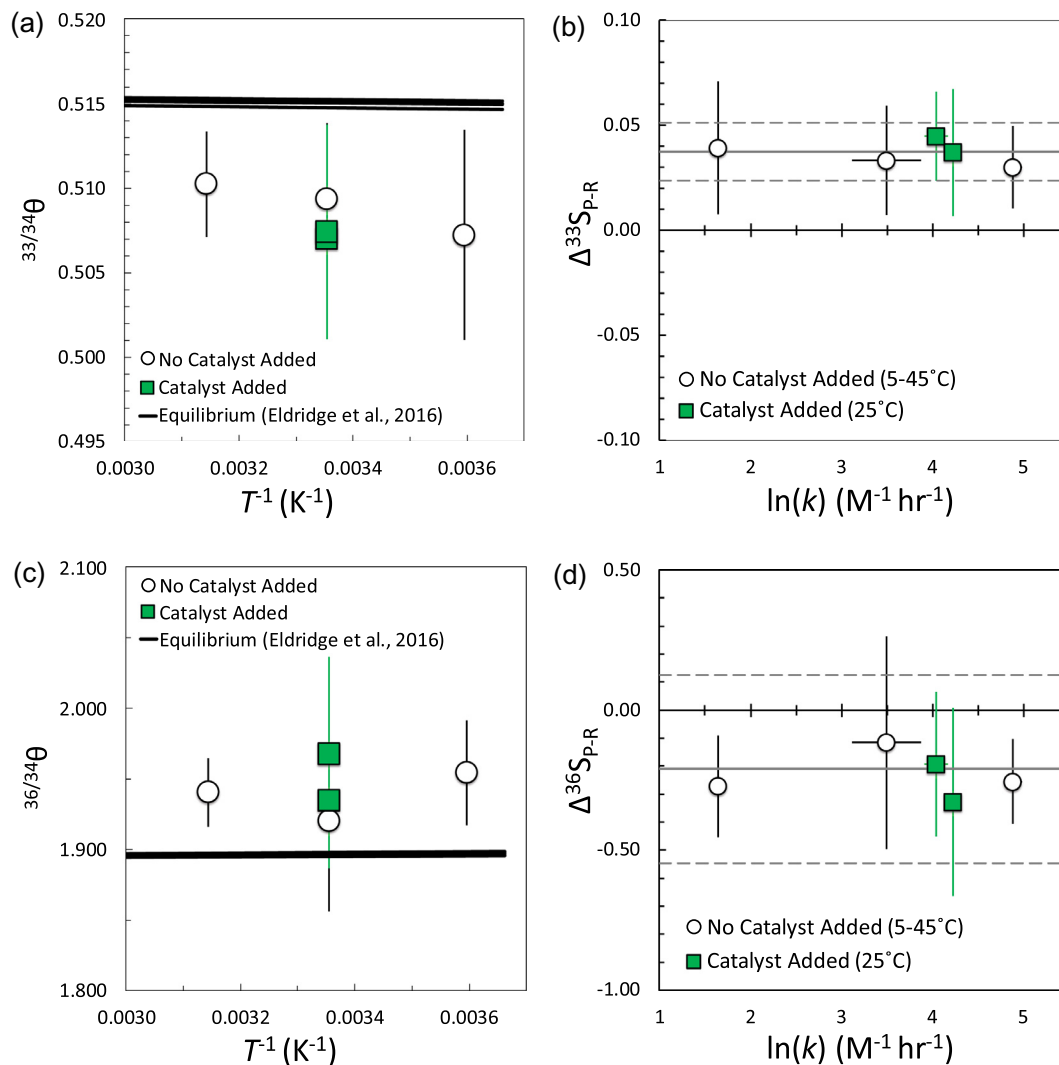 (a)
0.520
0.515
0.510
0.505
0.500
0.495
33/34θ
No Catalyst Added
Catalyst Added
Equilibrium (Eldridge et al., 2016)
0.0030 0.0032 0.0034 0.0036
T-1 (K-1)
(b)
0.10
0.05
0.00
-0.05
-0.10
Δ33SP-R
No Catalyst Added (5-45˚C)
Catalyst Added (25˚C)
1 2 3 4 5
ln(k) (M-1 hr-1)
(c)
2.100
2.000
1.900
1.800
36/34θ
No Catalyst Added
Catalyst Added
Equilibrium (Eldridge et al., 2016)
0.0030 0.0032 0.0034 0.0036
T-1 (K-1)
(d)
0.50
0.00
-0.50
-1.00
Δ36SP-R
No Catalyst Added (5-45˚C)
Catalyst Added (25˚C)
1 2 3 4 5
ln(k) (M-1 hr-1)